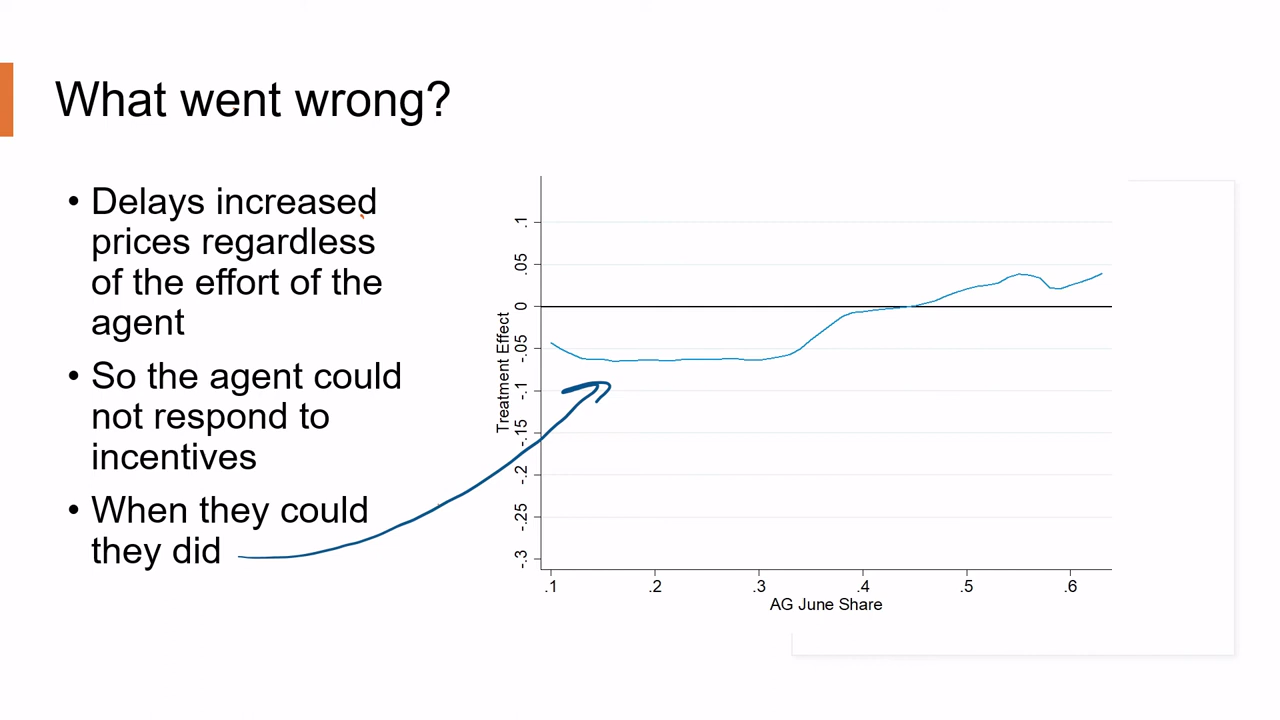 What went wrong?
• Delays increased
prices regardless
of the effort of the
agent
• So the agent could
not respond to
incentives
• When they could
they did
Treatment Effect
.1
.05
0
-.05
-.1
-.15
-.2
-.25
-.3
.1 .2 .3 .4 .5 .6
AG June Share